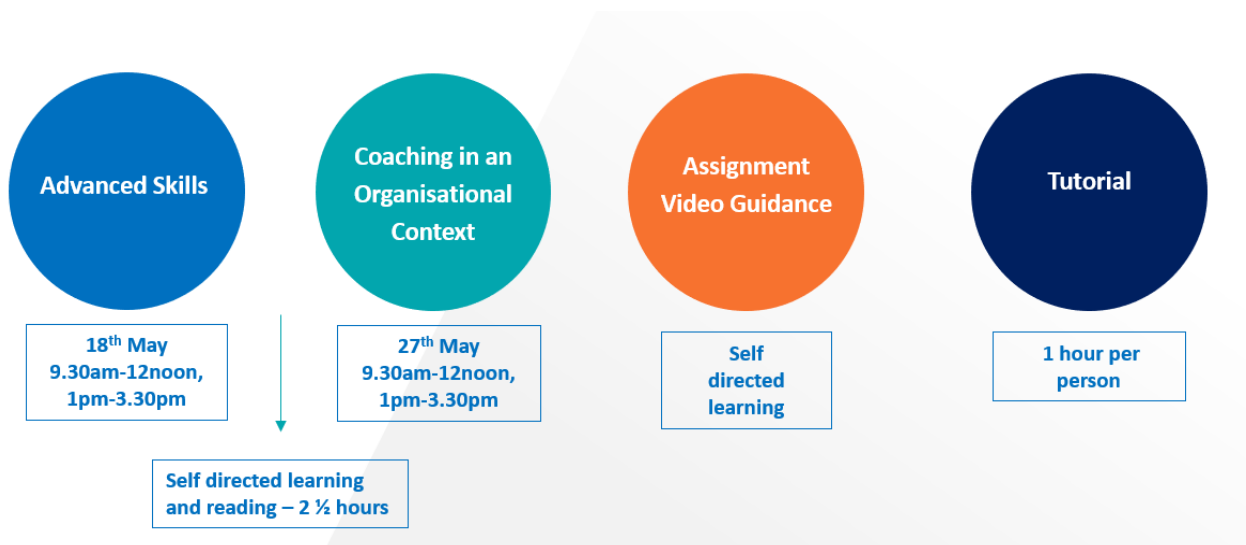 Advanced Skills
Coaching in an
Organisational
Context
Assignment
Video Guidance
Tutorial
18th May
9.30am-12noon,
1pm-3.30pm
27th May
9.30am-12noon,
1pm-3.30pm
Self
directed
learning
1 hour per
person
Self directed learning
and reading – 2 ½ hours